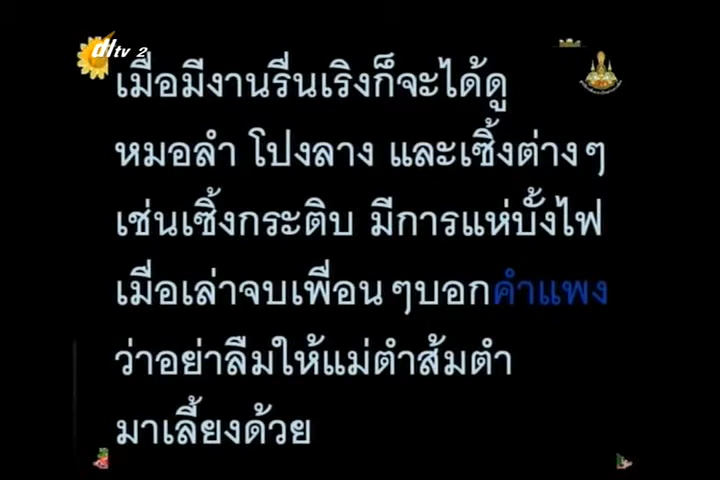 dltv 2
เมื่อมีงานรื่นเริงก็จะได้ดู
หมอลำ โปงลาง และเซิ้งต่างๆ
เช่นเซิ้งกระติบ มีการแห่บั้งไฟ
เมื่อเล่าจบเพื่อนๆบอกคำแพง
ว่าอย่าลืมให้แม่ตำส้มตำ
มาเลี้ยงด้วย